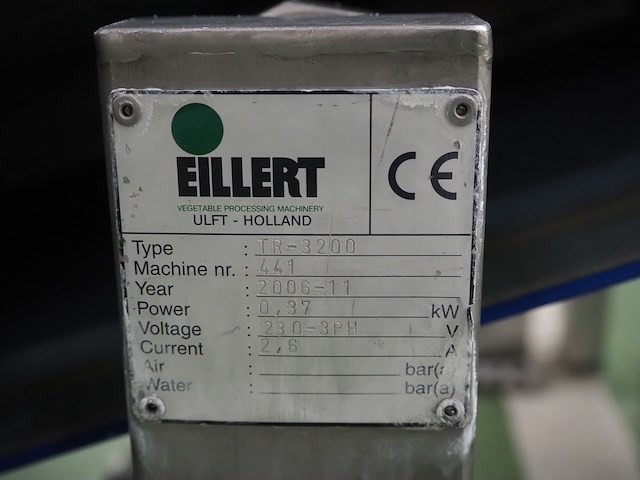 EILLERT
VEGETABLE PROCESSING MACHINERY
ULFT - HOLLAND
CE
Type : TR-3200
Machine nr. : 441
Year : 2006-11
Power : 0,37 kW
Voltage : 230-3PH V
Current : 2,6 A
Air : bar(a)
Water : bar(a)